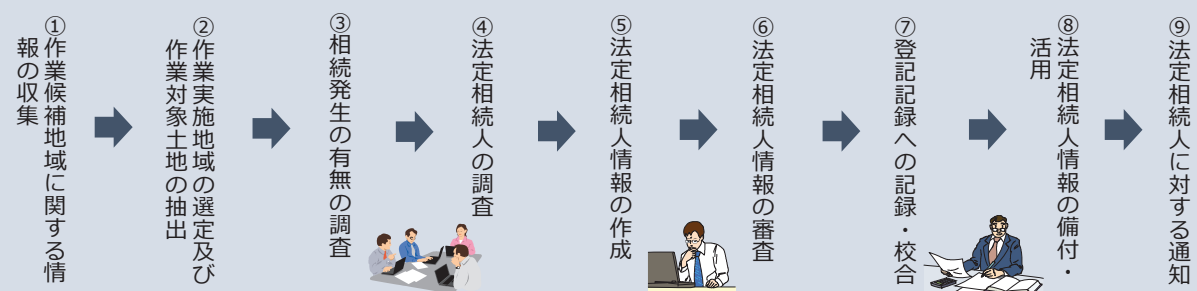 ①作業候補地域に関する情
報の収集
②作業実施地域の選定及び
作業対象土地の抽出
③相続発生の有無の調査
④法定相続人の調査
⑤法定相続人情報の作成
⑥法定相続人情報の審査
⑦登記記録への記録・校合
⑧法定相続人情報の備付・
活用
⑨法定相続人に対する通知